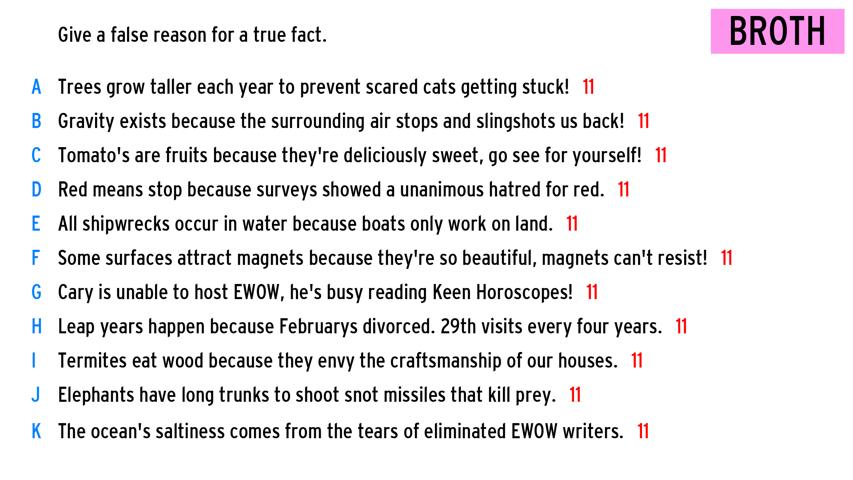 Give a false reason for a true fact.
BROTH
A Trees grow taller each year to prevent scared cats getting stuck! 11
B Gravity exists because the surrounding air stops and slingshots us back! 11
C Tomato's are fruits because they're deliciously sweet, go see for yourself! 11
D Red means stop because surveys showed a unanimous hatred for red. 11
E All shipwrecks occur in water because boats only work on land. 11
F Some surfaces attract magnets because they're so beautiful, magnets can't resist! 11
G Cary is unable to host EWOW, he's busy reading Keen Horoscopes! 11
H Leap years happen because Februarys divorced. 29th visits every four years. 11
I Termites eat wood because they envy the craftsmanship of our houses. 11
J Elephants have long trunks to shoot snot missiles that kill prey. 11
K The ocean's saltiness comes from the tears of eliminated EWOW writers. 11